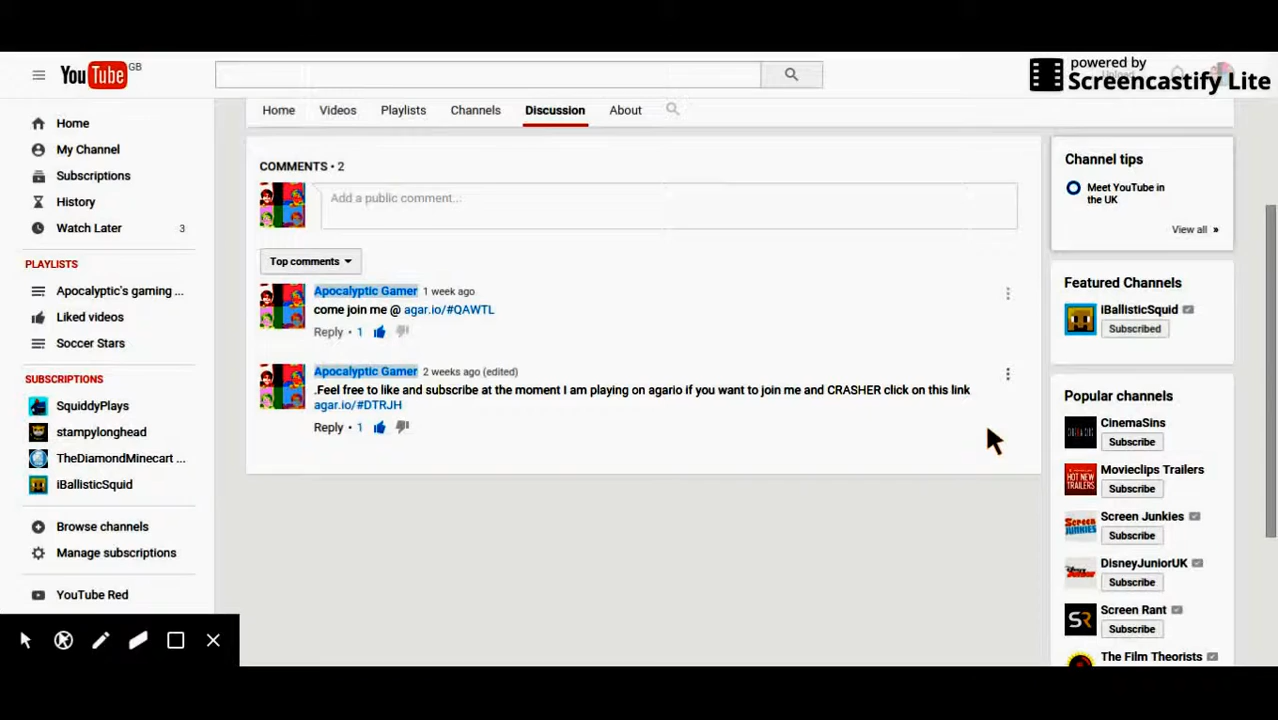 powered by
Screencastify Lite
YouTube GB
Home Videos Playlists Channels Discussion About
Home
My Channel
Subscriptions
History
Watch Later 3
PLAYLISTS
Apocalyptic's gaming ...
Liked videos
Soccer Stars
SUBSCRIPTIONS
SquiddyPlays
stampylonghead
TheDiamondMinecart ...
iBallisticSquid
Browse channels
Manage subscriptions
YouTube Red
COMMENTS • 2
Add a public comment...
Top comments
Apocalyptic Gamer 1 week ago
come join me @ agar.io/#QAWTL
Reply • 1
Apocalyptic Gamer 2 weeks ago (edited)
.Feel free to like and subscribe at the moment I am playing on agario if you want to join me and CRASHER click on this link
agar.io/#DTRJH
Reply • 1
Channel tips
Meet YouTube in
the UK
View all »
Featured Channels
iBallisticSquid
Subscribed
Popular channels
CinemaSins
Subscribe
HOT NEW
TRAILERS
Movieclips Trailers
Subscribe
Screen
Junkies
Screen Junkies
Subscribe
DisneyJuniorUK
Subscribe
SR
Screen Rant
Subscribe
The Film Theorists